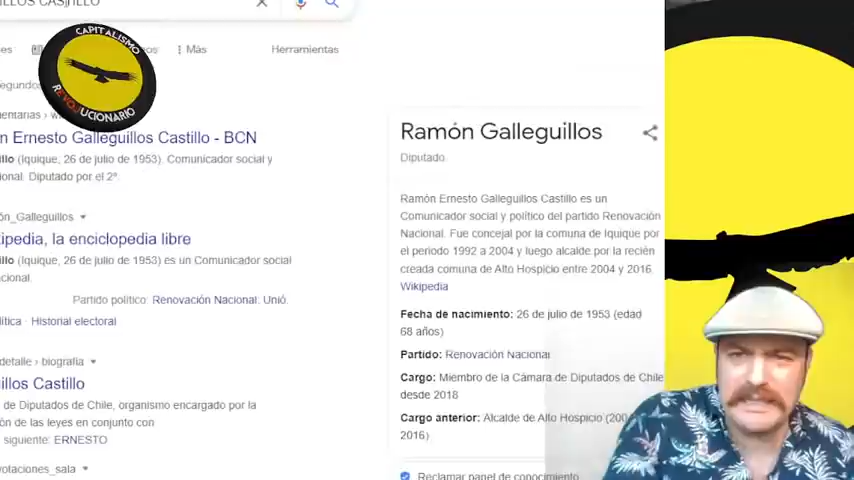 Más
Herramientas
CAPITALISMO
REVOLUCIONARIO
n Ernesto Galleguillos Castillo - BCN
llo (Iquique, 26 de julio de 1953). Comunicador social y
ional. Diputado por el 2°.
ón_Galleguillos
ipedia, la enciclopedia libre
llo (Iquique, 26 de julio de 1953) es un Comunicador social
cional.
Partido político: Renovación Nacional: Unió.
lítica · Historial electoral
detalle › biografia
illos Castillo
de Diputados de Chile, organismo encargado por la
ón de las leyes en conjunto con
siguiente: ERNESTO
votaciones_sala
Ramón Galleguillos
Diputado
Ramón Ernesto Galleguillos Castillo es un
Comunicador social y político del partido Renovación
Nacional. Fue concejal por la comuna de Iquique por
el periodo 1992 a 2004 y luego alcalde por la recién
creada comuna de Alto Hospicio entre 2004 y 2016.
Wikipedia
Fecha de nacimiento: 26 de julio de 1953 (edad
68 años)
Partido: Renovación Nacional
Cargo: Miembro de la Cámara de Diputados de Chile
desde 2018
Cargo anterior: Alcalde de Alto Hospicio (200
2016)
Reclamar panel de conocimiento